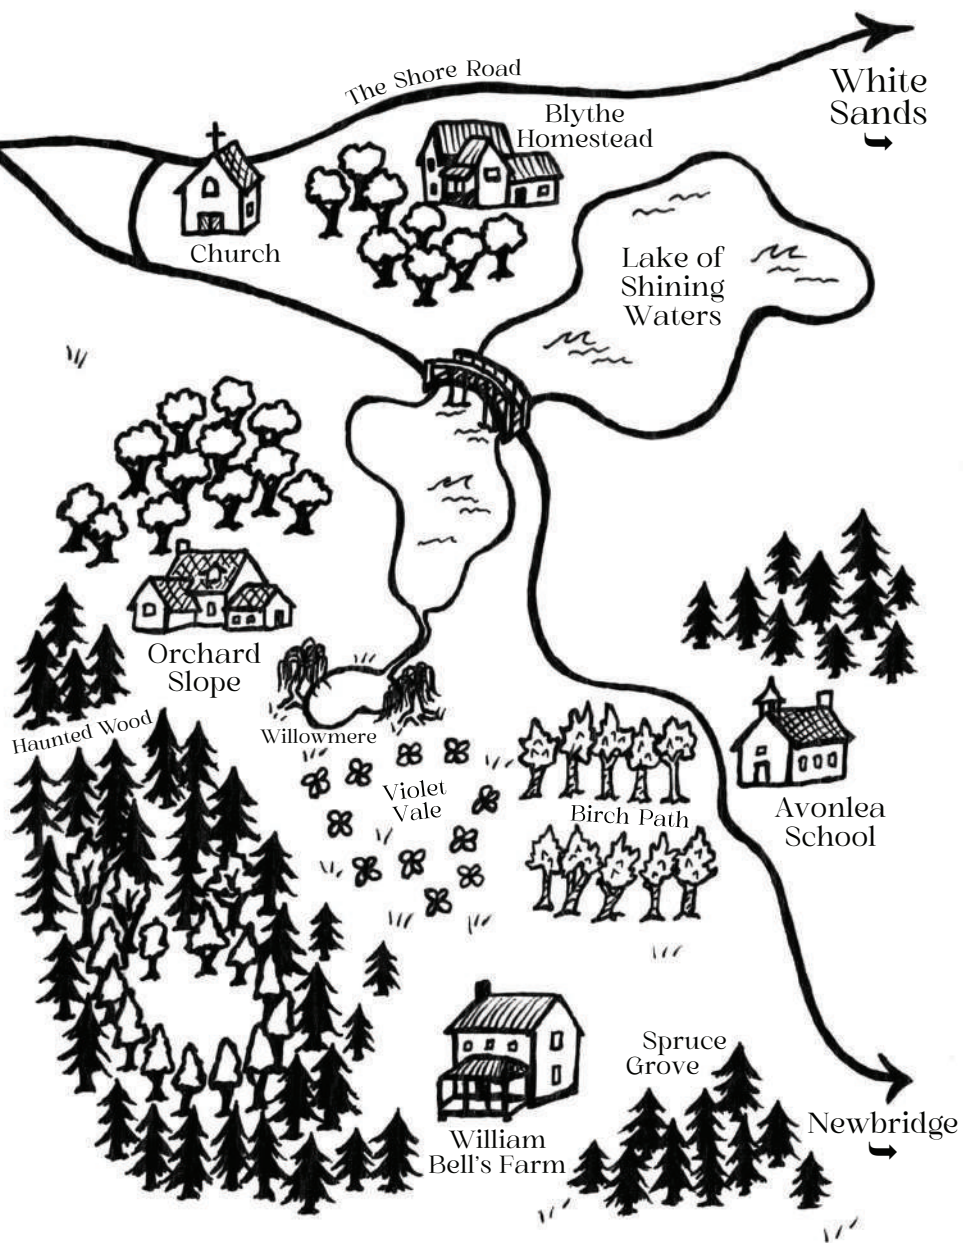 The Shore Road
White
Sands
Blythe
Homestead
Church
Lake of
Shining
Waters
Orchard
Slope
Haunted Wood
Willowmere
Violet
Vale
Birch Path
Avonlea
School
Spruce
Grove
William
Bell's Farm
Newbridge